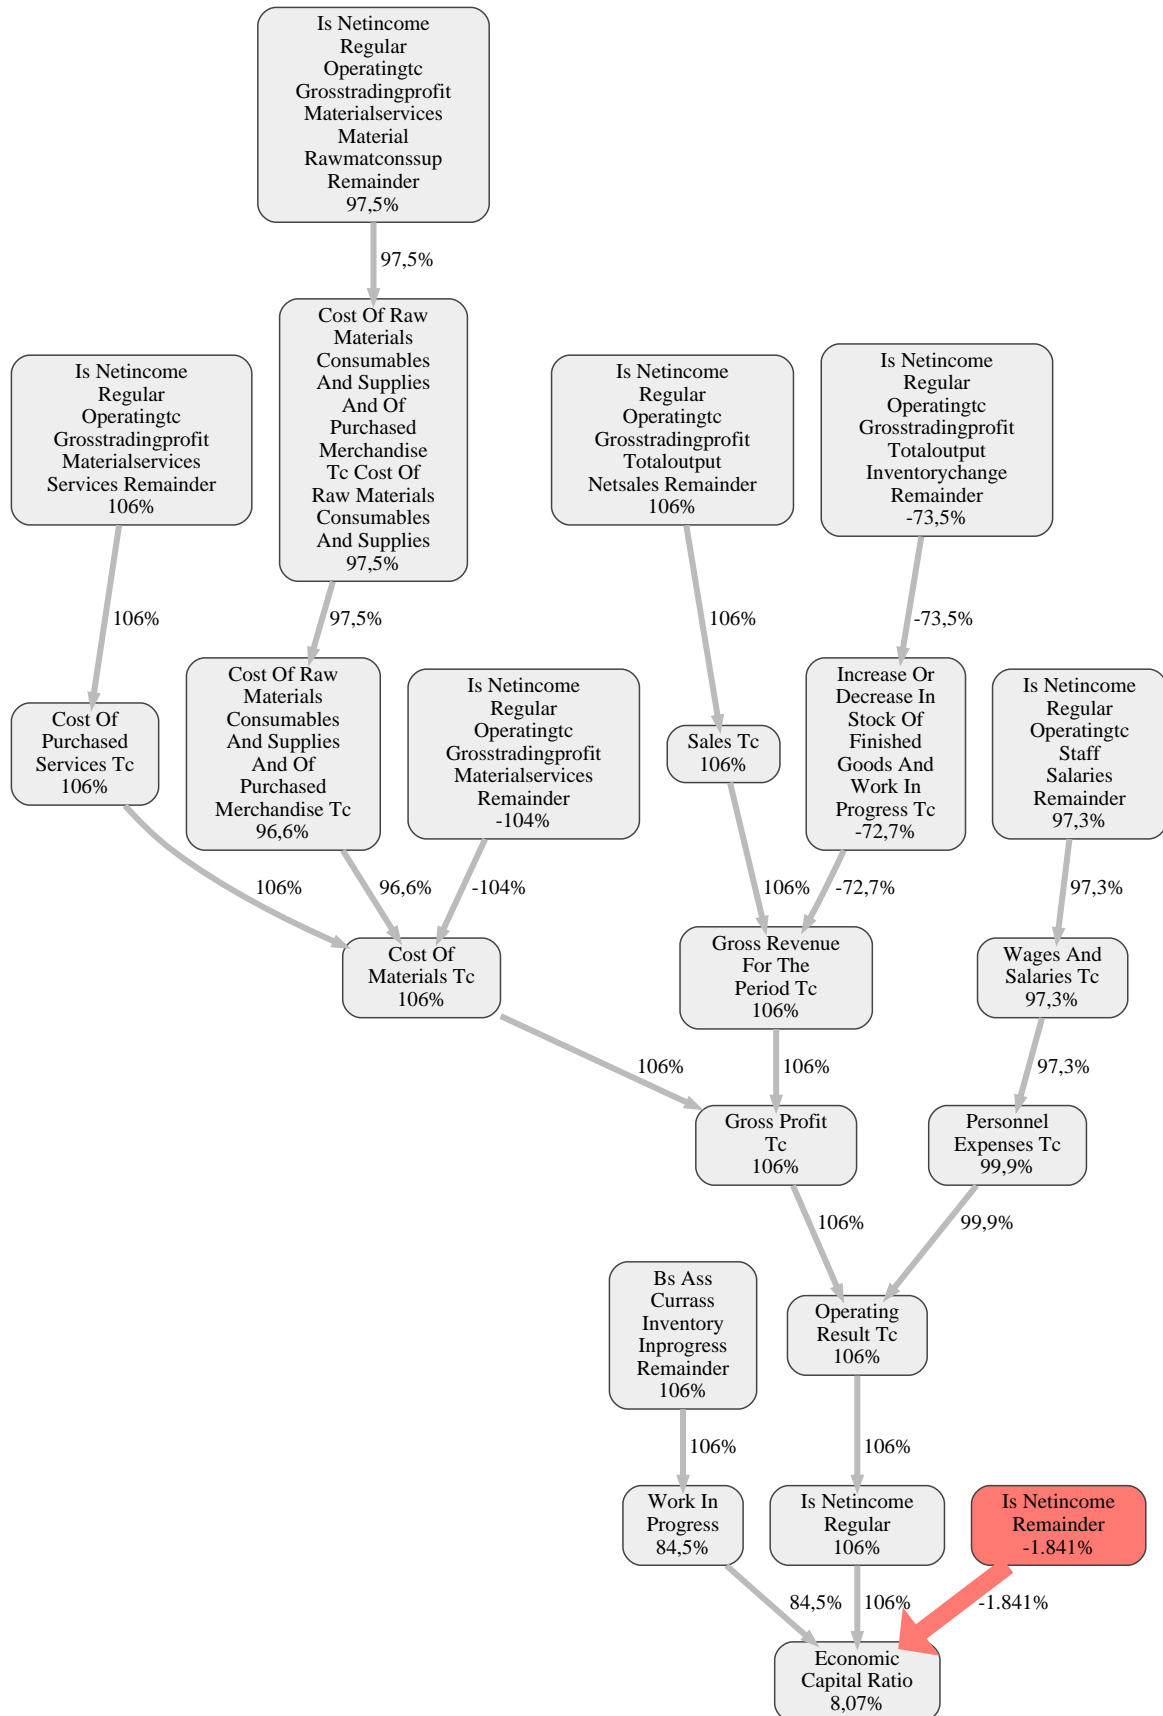 Is Netincome
Regular
Operatingtc
Grosstradingprofit
Materialservices
Material
Rawmatconssup
Remainder
97,5%
97,5%
Cost Of Raw
Materials
Consumables
And Supplies
And Of
Purchased
Merchandise
Tc Cost Of
Raw Materials
Consumables
And Supplies
97,5%
Is Netincome
Regular
Operatingtc
Grosstradingprofit
Materialservices
Services Remainder
106%
Is Netincome
Regular
Operatingtc
Grosstradingprofit
Totaloutput
Netsales Remainder
106%
Is Netincome
Regular
Operatingtc
Grosstradingprofit
Totaloutput
Inventorychange
Remainder
-73,5%
106%
97,5%
106%
-73,5%
Cost Of
Purchased
Services Tc
106%
Cost Of Raw
Materials
Consumables
And Supplies
And Of
Purchased
Merchandise Tc
96,6%
Is Netincome
Regular
Operatingtc
Grosstradingprofit
Materialservices
Remainder
-104%
Sales Tc
106%
Increase Or
Decrease In
Stock Of
Finished
Goods And
Work In
Progress Tc
-72,7%
Is Netincome
Regular
Operatingtc
Staff
Salaries
Remainder
97,3%
106%
96,6%
-104%
106%
-72,7%
97,3%
Cost Of
Materials Tc
106%
Gross Revenue
For The
Period Tc
106%
Wages And
Salaries Tc
97,3%
106%
106%
97,3%
Gross Profit
Tc
106%
Personnel
Expenses Tc
99,9%
106%
99,9%
Bs Ass
Currass
Inventory
Inprogress
Remainder
106%
Operating
Result Tc
106%
106%
106%
Work In
Progress
84,5%
Is Netincome
Regular
106%
Is Netincome
Remainder
-1.841%
84,5%
106%
-1.841%
Economic
Capital Ratio
8,07%